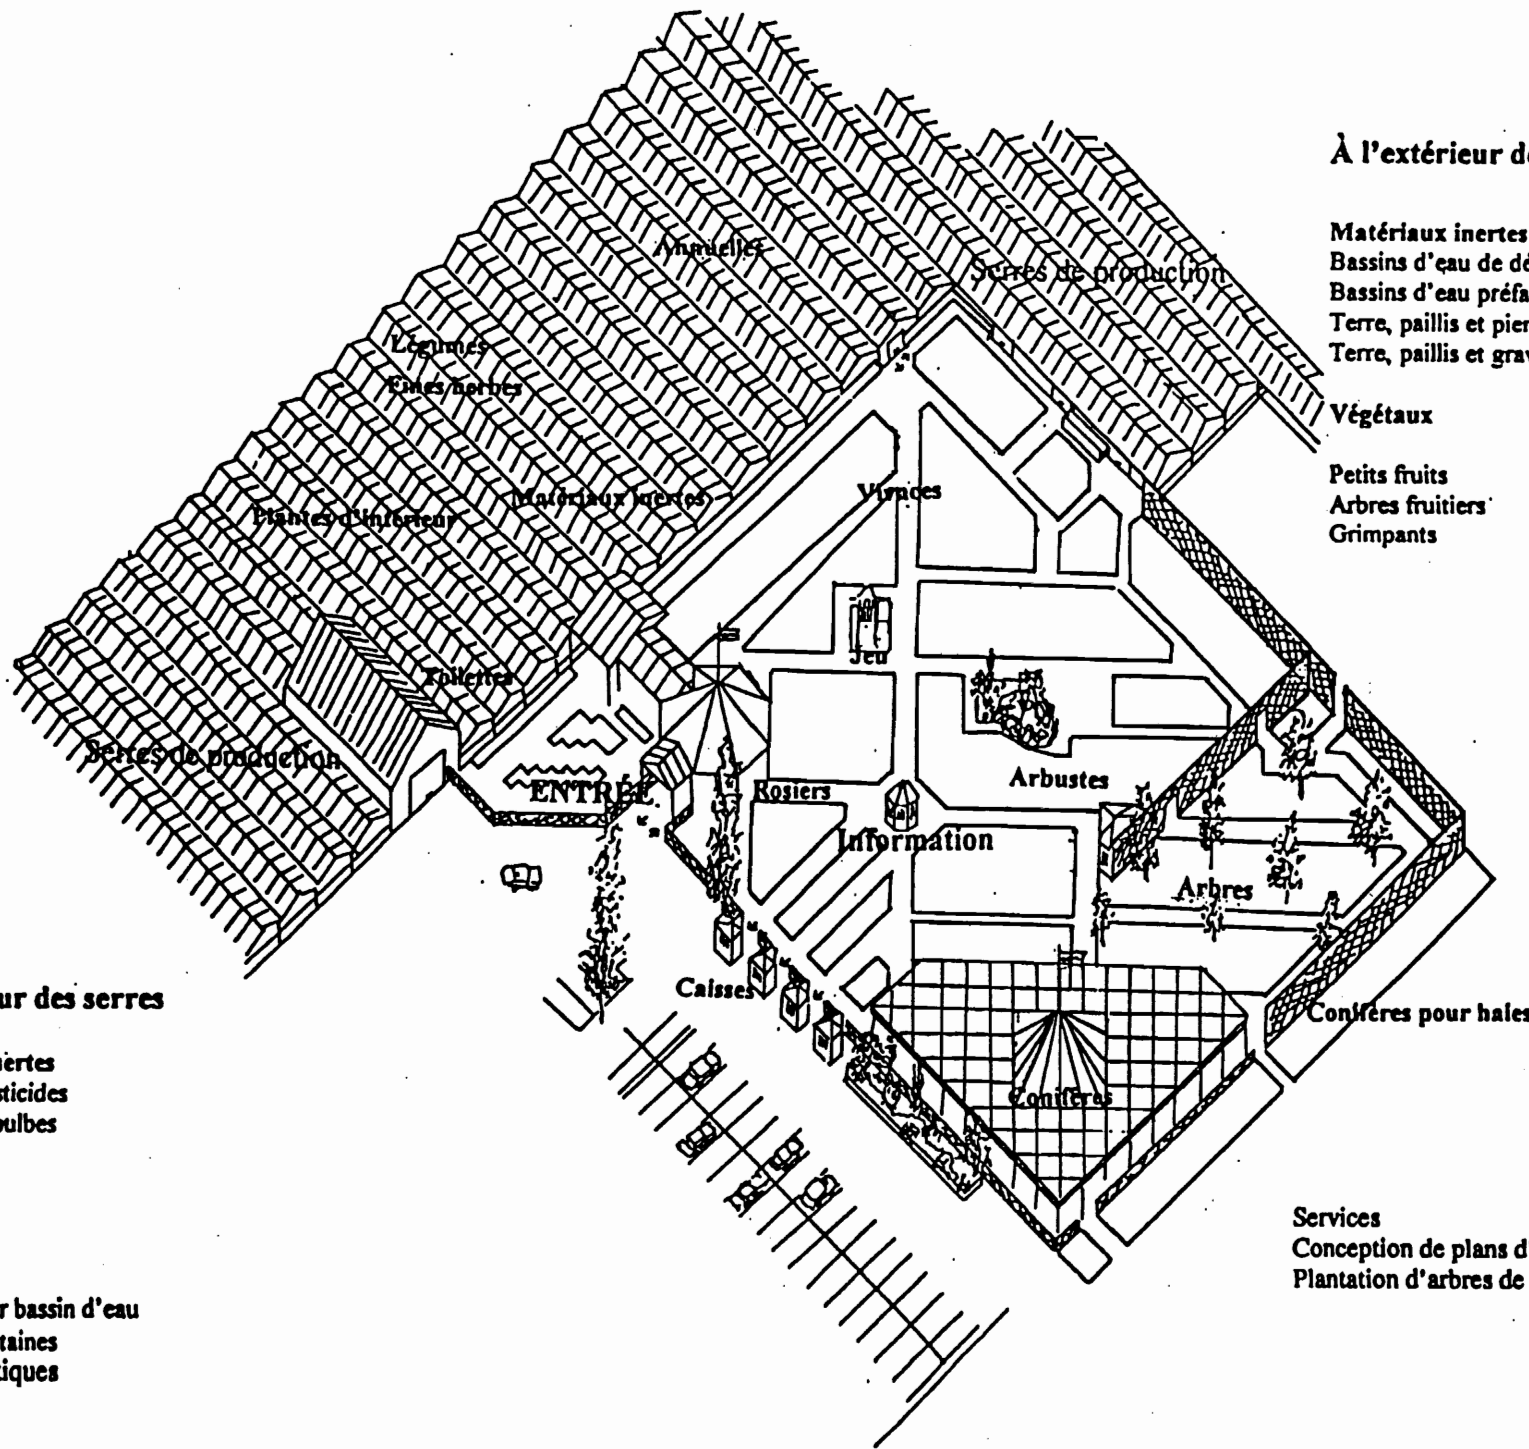 À l'extérieur de
Matériaux inertes
Bassins d'eau de dé
Bassins d'eau préfa
Terre, paillis et pier
Terre, paillis et grav
Végétaux
Petits fruits
Arbres fruitiers
Grimpants
Annuelles
Serres de production
Légumes
Fines herbes
Matériaux inertes
Plantes d'intérieur
Vivaces
Jeu
Toilettes
Serres de production
ENTRÉE
Rosiers
Arbustes
Information
Arbres
Caisses
Conifères pour haies
Conifères
ur des serres
nertes
sticides
bulbes
r bassin d'eau
taines
tiques
Services
Conception de plans d'
Plantation d'arbres de